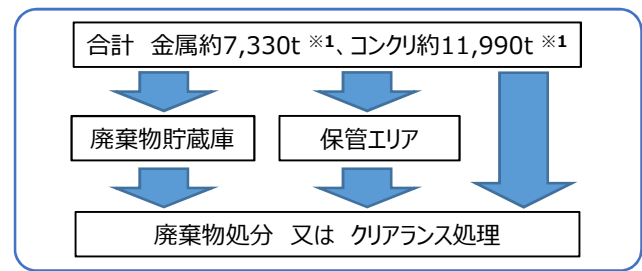 合計 金属約7,330t ※1、コンクリ約11,990t ※1
廃棄物貯蔵庫
保管エリア
廃棄物処分 又は クリアランス処理